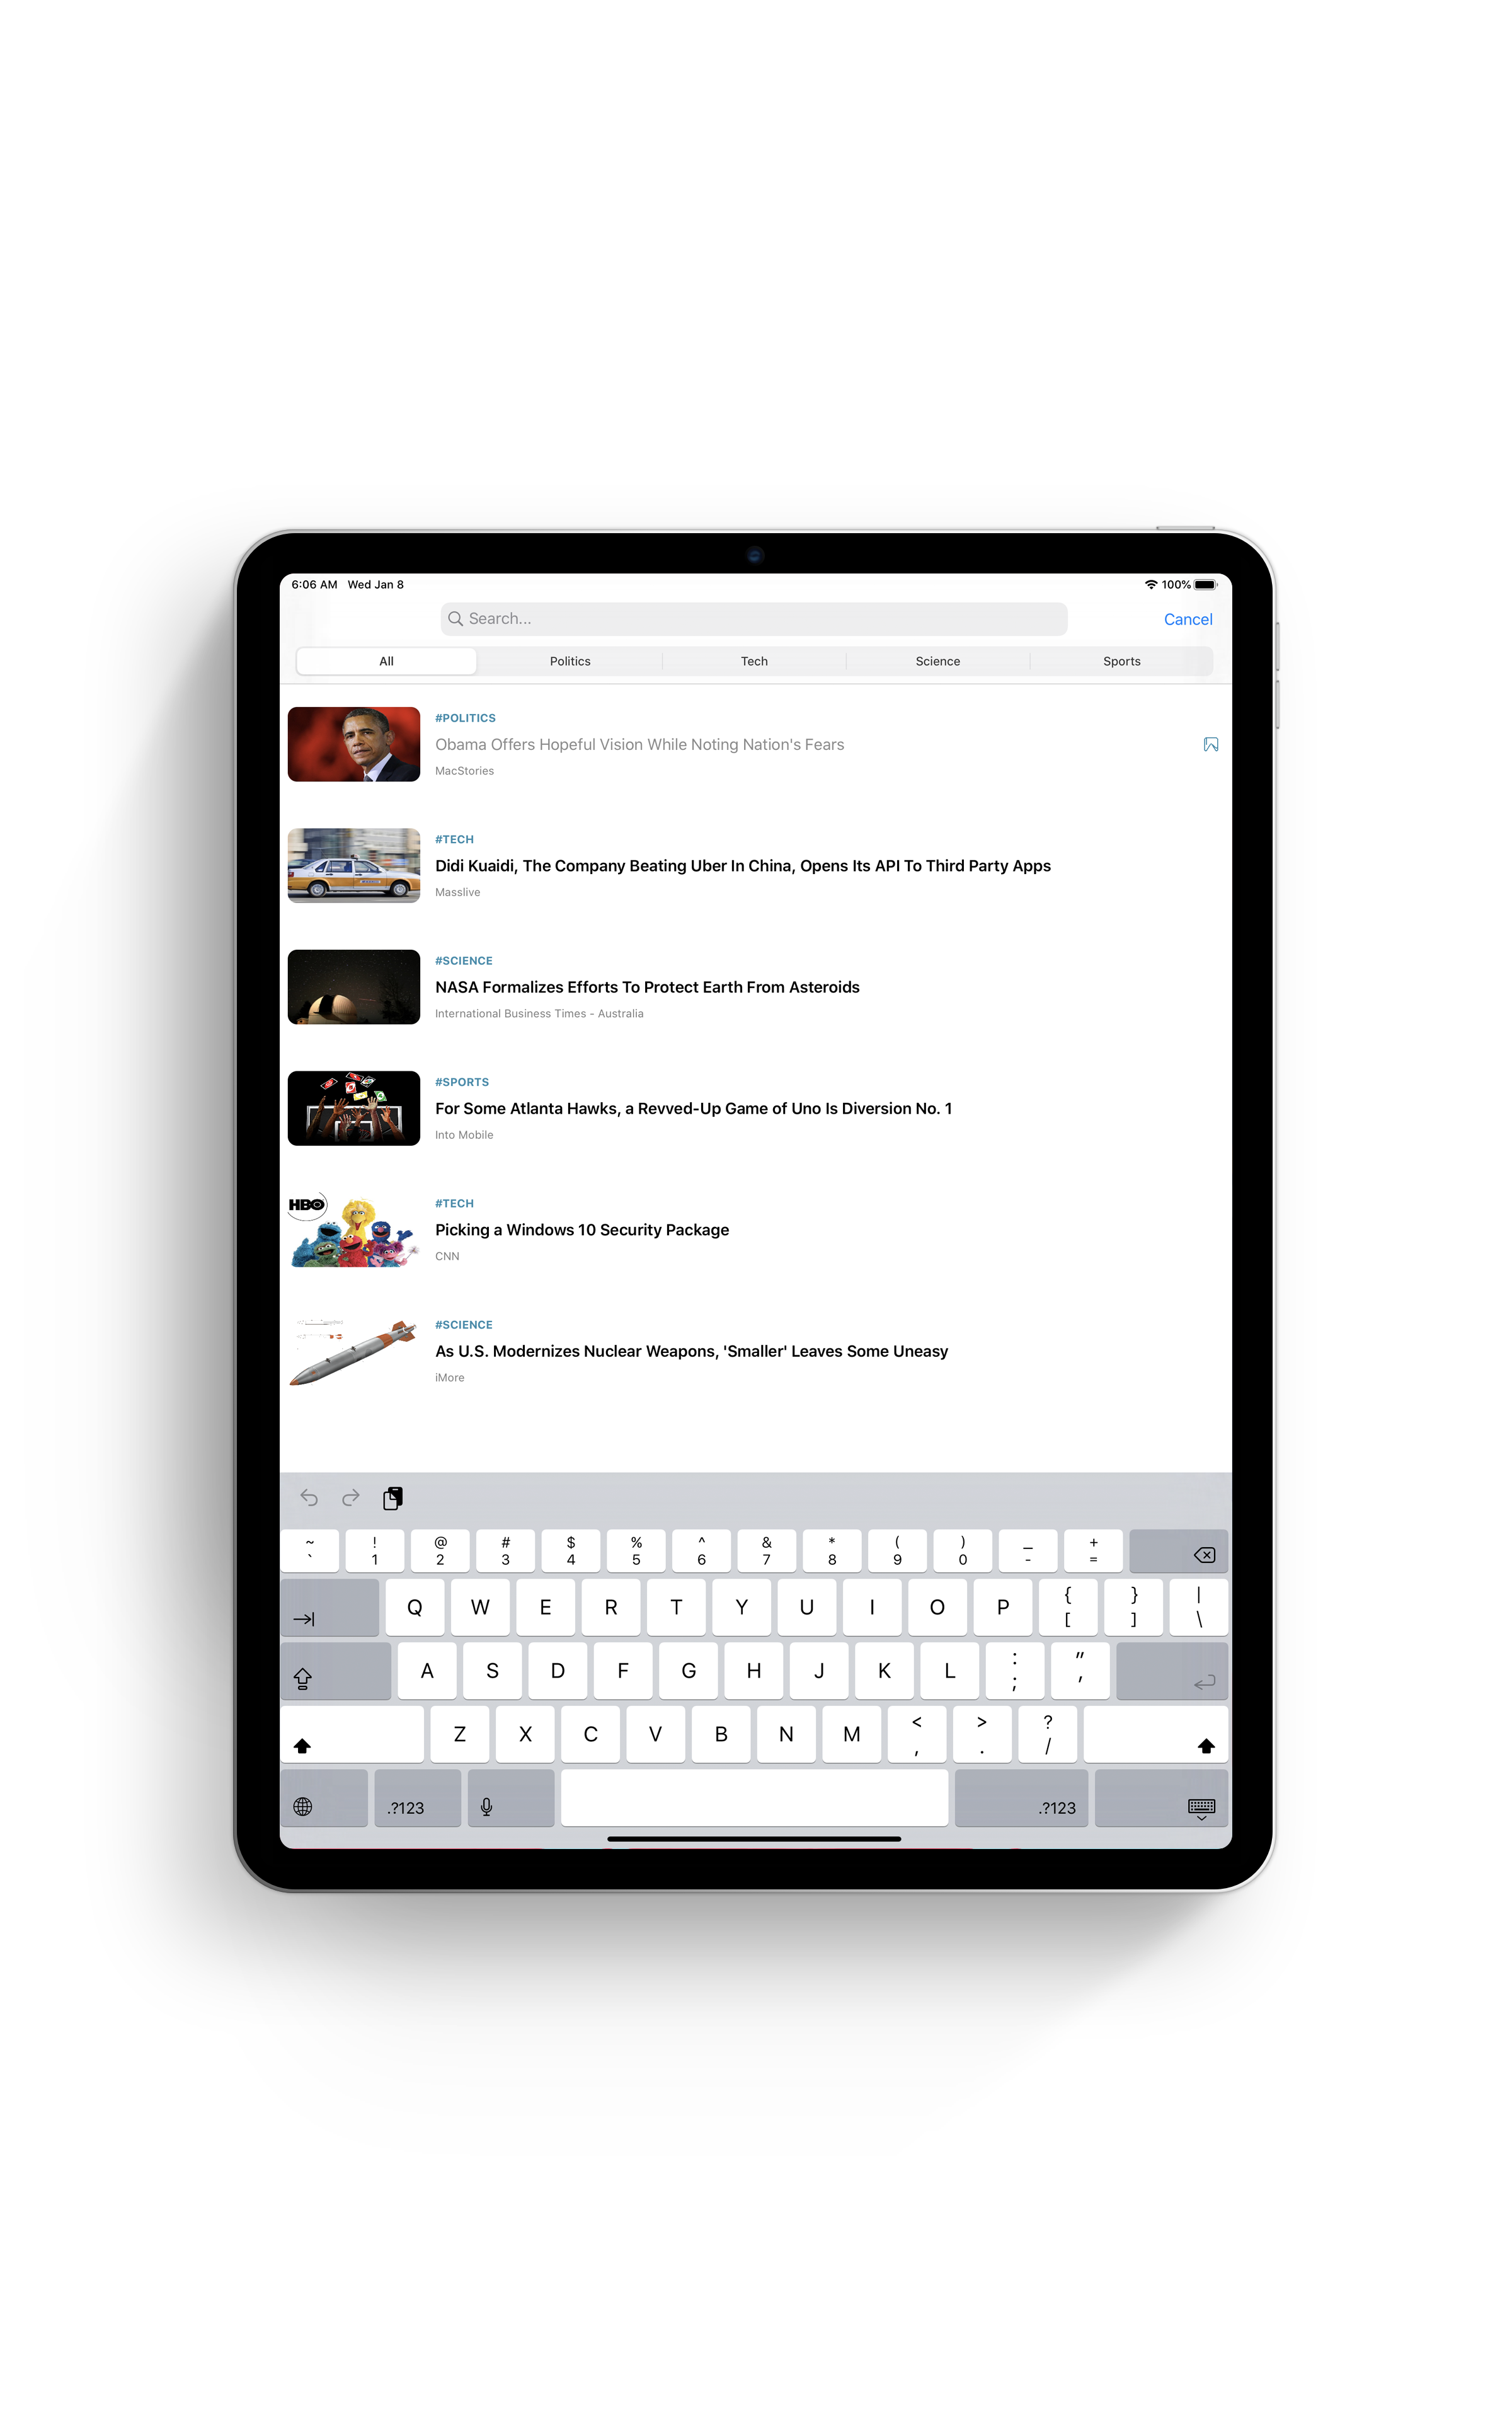 6:06 AM Wed Jan 8 100%
Search... Cancel
All Politics Tech Science Sports
#POLITICS
Obama Offers Hopeful Vision While Noting Nation's Fears
MacStories
#TECH
Didi Kuaidi, The Company Beating Uber In China, Opens Its API To Third Party Apps
Masslive
#SCIENCE
NASA Formalizes Efforts To Protect Earth From Asteroids
International Business Times - Australia
#SPORTS
For Some Atlanta Hawks, a Revved-Up Game of Uno Is Diversion No. 1
Into Mobile
HBO
#TECH
Picking a Windows 10 Security Package
CNN
#SCIENCE
As U.S. Modernizes Nuclear Weapons, 'Smaller' Leaves Some Uneasy
iMore
~ ! @ # $ % ^ & * ( ) _ +
` 1 2 3 4 5 6 7 8 9 0 - =
Q W E R T Y U I O P { } |
[ ] \
A S D F G H J K L : "
; '
Z X C V B N M < > ?
, . /
.?123 .?123